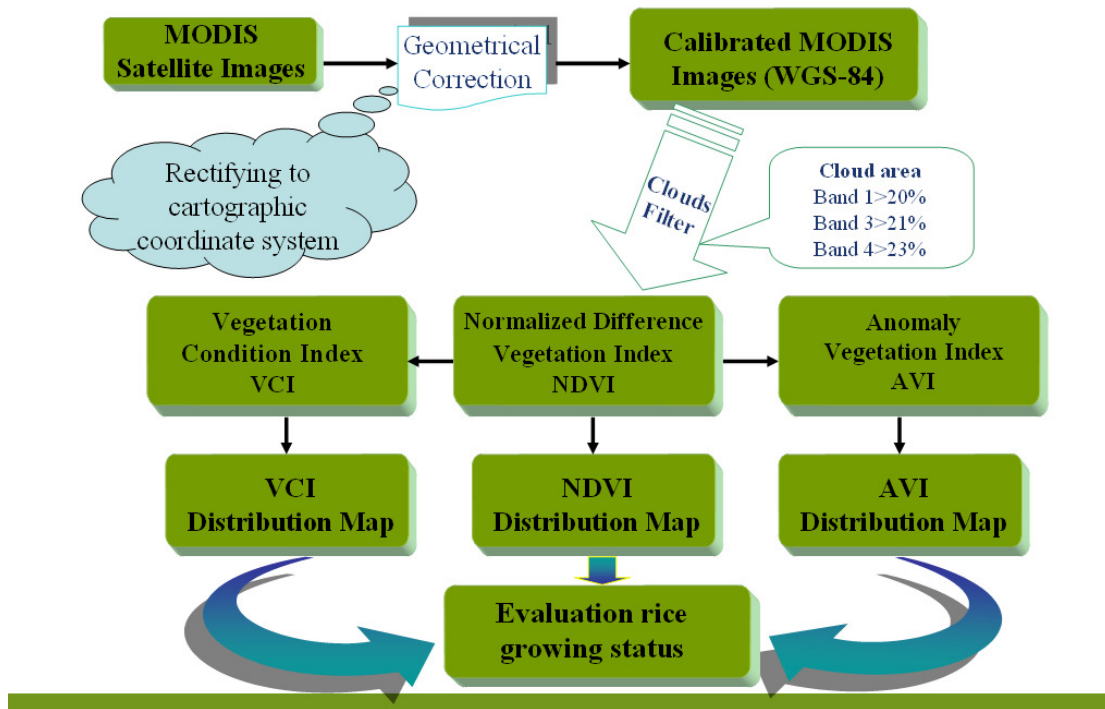 MODIS
Satellite Images
Geometrical
Correction
Calibrated MODIS
Images (WGS-84)
Rectifying to
cartographic
coordinate system
Clouds
Filter
Cloud area
Band 1>20%
Band 3>21%
Band 4>23%
Vegetation
Condition Index
VCI
Normalized Difference
Vegetation Index
NDVI
Anomaly
Vegetation Index
AVI
VCI
Distribution Map
NDVI
Distribution Map
AVI
Distribution Map
Evaluation rice
growing status